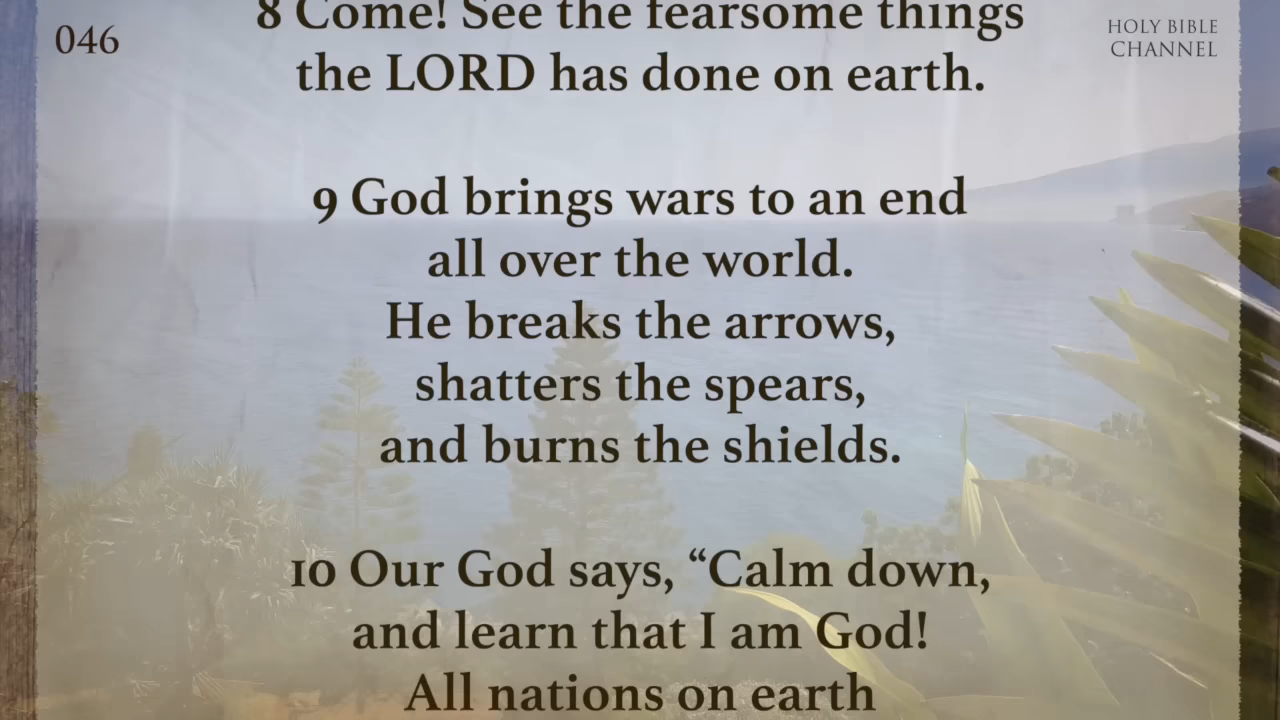 046
HOLY BIBLE
CHANNEL
8 Come! See the fearsome things
the LORD has done on earth.
9 God brings wars to an end
all over the world.
He breaks the arrows,
shatters the spears,
and burns the shields.
10 Our God says, “Calm down,
and learn that I am God!
All nations on earth